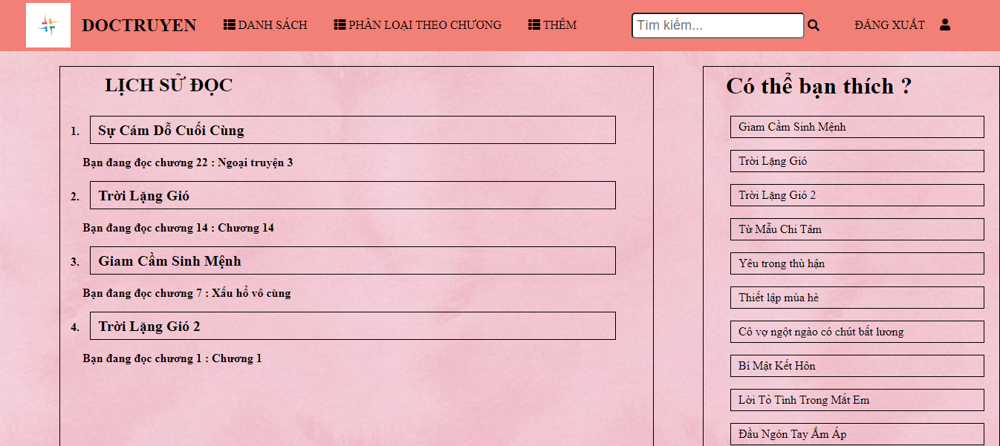 DOCTRUYEN
DANH SÁCH
PHÂN LOẠI THEO CHƯƠNG
THÊM
Tìm kiếm...
ĐĂNG XUẤT
LỊCH SỬ ĐỌC
1. Sự Cám Dỗ Cuối Cùng
Bạn đang đọc chương 22 : Ngoại truyện 3
2. Trời Lặng Gió
Bạn đang đọc chương 14 : Chương 14
3. Giam Cầm Sinh Mệnh
Bạn đang đọc chương 7 : Xấu hổ vô cùng
4. Trời Lặng Gió 2
Bạn đang đọc chương 1 : Chương 1
Có thể bạn thích ?
Giam Cầm Sinh Mệnh
Trời Lặng Gió
Trời Lặng Gió 2
Từ Mẫu Chi Tâm
Yêu trong thù hận
Thiết lập mùa hè
Cô vợ ngột ngào có chút bất lương
Bí Mật Kết Hôn
Lời Tỏ Tình Trong Mắt Em
Đầu Ngón Tay Ấm Áp